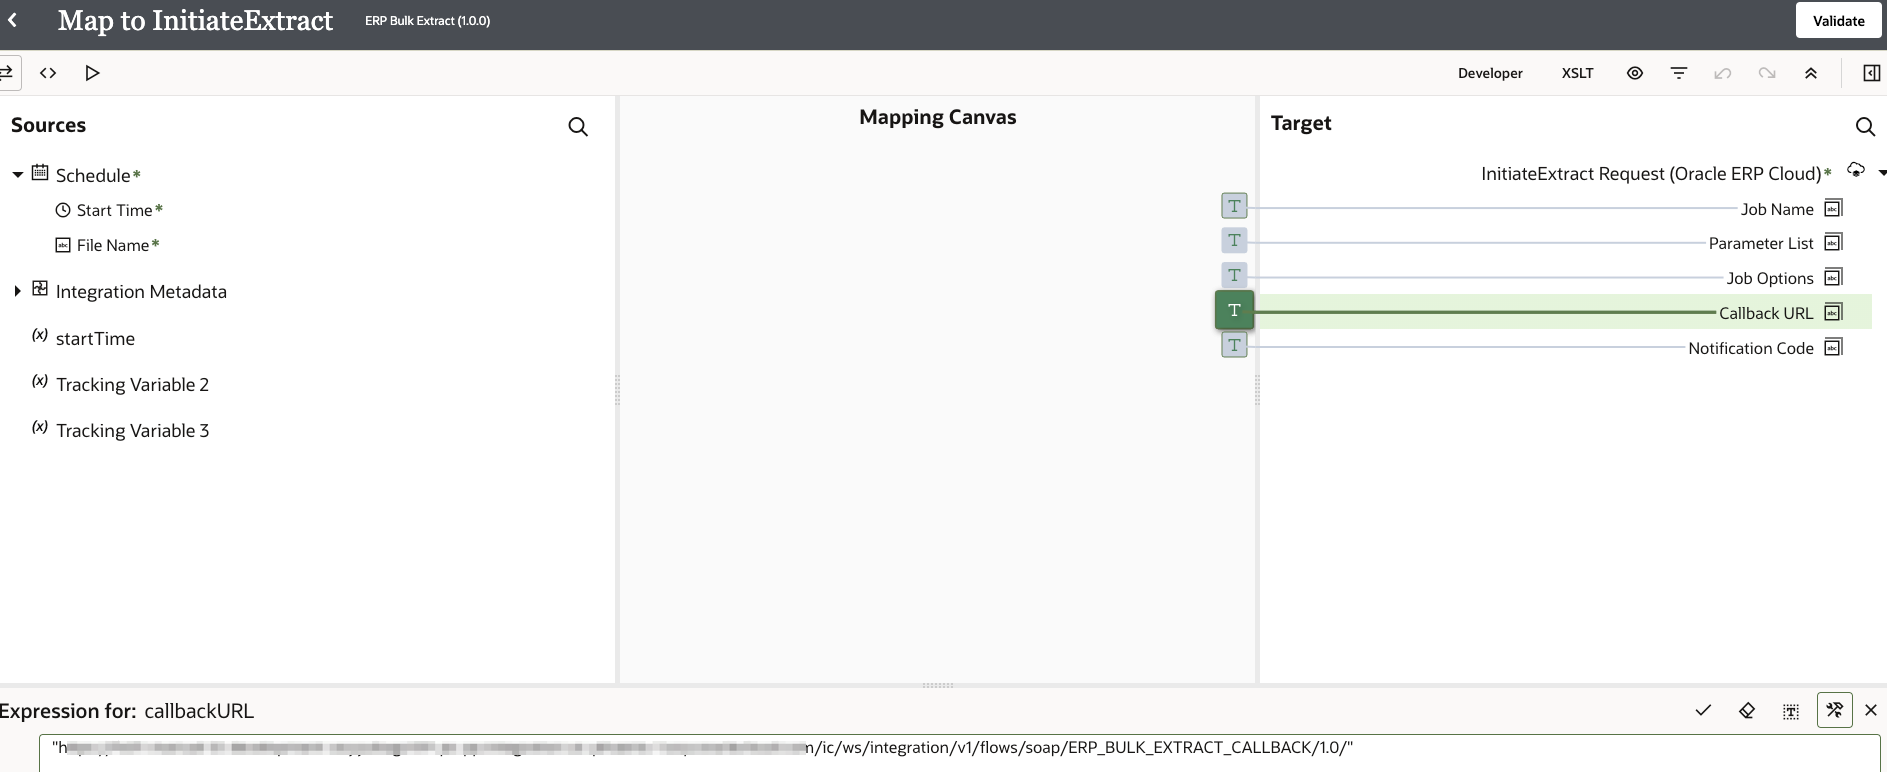 Map to InitiateExtract
ERP Bulk Extract (1.0.0)
Validate
Developer
XSLT
Sources
Schedule*
Start Time*
File Name*
Integration Metadata
(x) startTime
(x) Tracking Variable 2
(x) Tracking Variable 3
Mapping Canvas
T
T
T
T
T
Target
InitiateExtract Request (Oracle ERP Cloud)*
Job Name
Parameter List
Job Options
Callback URL
Notification Code
Expression for: callbackURL
"h m/ic/ws/integration/v1/flows/soap/ERP_BULK_EXTRACT_CALLBACK/1.0/"